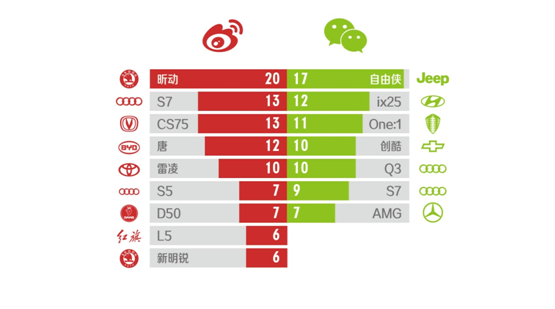 昕动 20 17 自由侠 Jeep
S7 13 12 ix25
CS75 13 11 One:1
BYD 唐 12 10 创酷
雷凌 10 10 Q3
S5 7 9 S7
D50 7 7 AMG
红旗 L5 6
新明锐 6